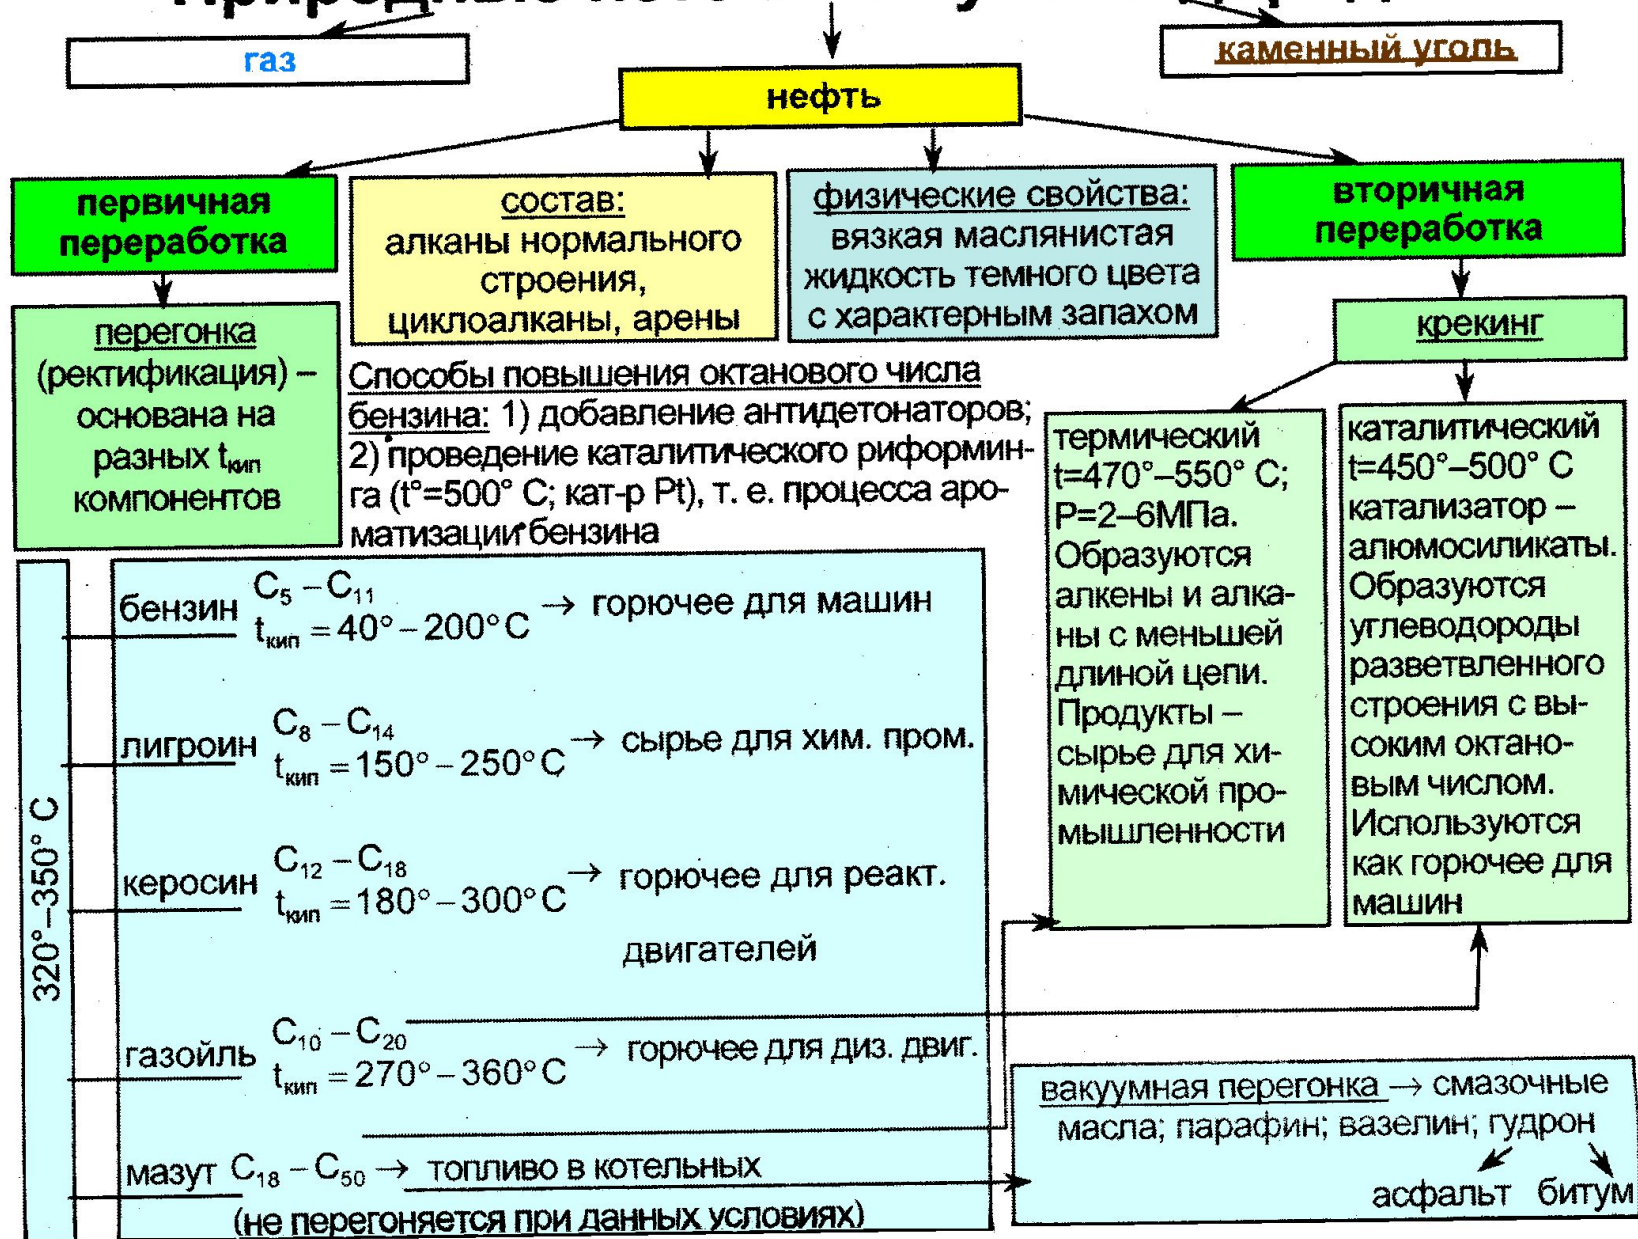 газ
каменный уголь
нефть
первичная
переработка
состав:
алканы нормального
строения,
циклоалканы, арены
физические свойства:
вязкая маслянистая
жидкость темного цвета
с характерным запахом
вторичная
переработка
перегонка
(ректификация) –
основана на
разных tкип
компонентов
крекинг
Способы повышения октанового числа
бензина: 1) добавление антидетонаторов;
2) проведение каталитического риформин-
га (t°=500° C; кат-р Pt), т. е. процесса аро-
матизации бензина
термический
t=470°–550° C;
P=2–6МПа.
Образуются
алкены и алка-
ны с меньшей
длиной цепи.
Продукты –
сырье для хи-
мической про-
мышленности
каталитический
t=450°–500° C
катализатор –
алюмосиликаты.
Образуются
углеводороды
разветвленного
строения с вы-
соким октано-
вым числом.
Используются
как горючее для
машин
320°–350° C
бензин C₅ – C₁₁ → горючее для машин
tкип = 40° – 200° C
лигроин C₈ – C₁₄ → сырье для хим. пром.
tкип = 150° – 250° C
керосин C₁₂ – C₁₈ → горючее для реакт.
tкип = 180° – 300° C
двигателей
газойль C₁₀ – C₂₀ → горючее для диз. двиг.
tкип = 270° – 360° C
мазут C₁₈ – C₅₀ → топливо в котельных
(не перегоняется при данных условиях)
вакуумная перегонка → смазочные
масла; парафин; вазелин; гудрон
асфальт битум